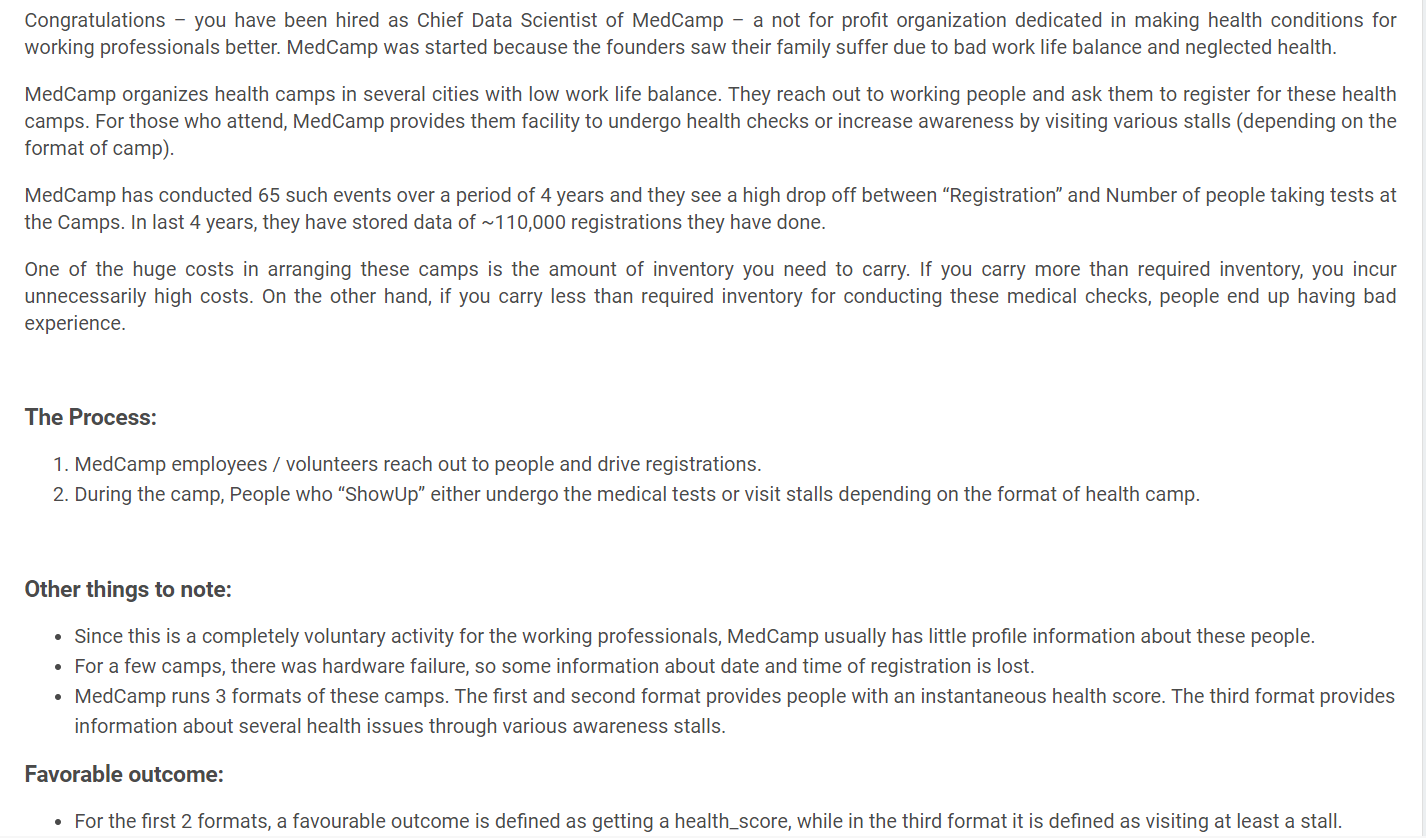 Congratulations – you have been hired as Chief Data Scientist of MedCamp – a not for profit organization dedicated in making health conditions for
working professionals better. MedCamp was started because the founders saw their family suffer due to bad work life balance and neglected health.
MedCamp organizes health camps in several cities with low work life balance. They reach out to working people and ask them to register for these health
camps. For those who attend, MedCamp provides them facility to undergo health checks or increase awareness by visiting various stalls (depending on the
format of camp).
MedCamp has conducted 65 such events over a period of 4 years and they see a high drop off between “Registration” and Number of people taking tests at
the Camps. In last 4 years, they have stored data of ~110,000 registrations they have done.
One of the huge costs in arranging these camps is the amount of inventory you need to carry. If you carry more than required inventory, you incur
unnecessarily high costs. On the other hand, if you carry less than required inventory for conducting these medical checks, people end up having bad
experience.
The Process:
1. MedCamp employees / volunteers reach out to people and drive registrations.
2. During the camp, People who “ShowUp” either undergo the medical tests or visit stalls depending on the format of health camp.
Other things to note:
• Since this is a completely voluntary activity for the working professionals, MedCamp usually has little profile information about these people.
• For a few camps, there was hardware failure, so some information about date and time of registration is lost.
• MedCamp runs 3 formats of these camps. The first and second format provides people with an instantaneous health score. The third format provides
information about several health issues through various awareness stalls.
Favorable outcome:
• For the first 2 formats, a favourable outcome is defined as getting a health_score, while in the third format it is defined as visiting at least a stall.